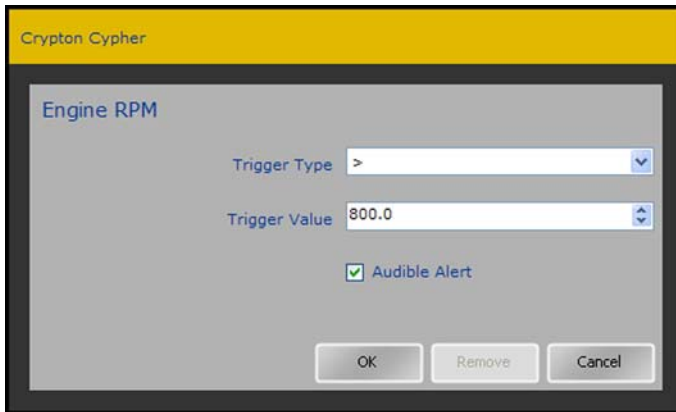 Crypton Cypher
Engine RPM
Trigger Type >
Trigger Value 800.0
Audible Alert
OK Remove Cancel